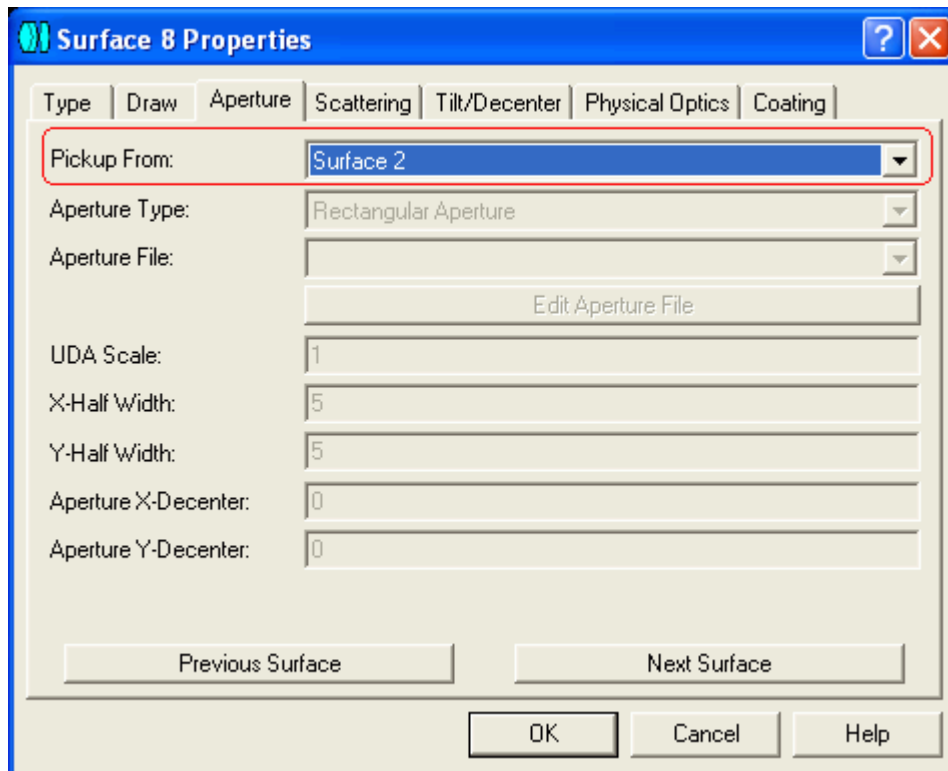 Surface 8 Properties
Type Draw Aperture Scattering Tilt/Decenter Physical Optics Coating
Pickup From: Surface 2
Aperture Type: Rectangular Aperture
Aperture File:
Edit Aperture File
UDA Scale: 1
X-Half Width: 5
Y-Half Width: 5
Aperture X-Decenter: 0
Aperture Y-Decenter: 0
Previous Surface Next Surface
OK Cancel Help